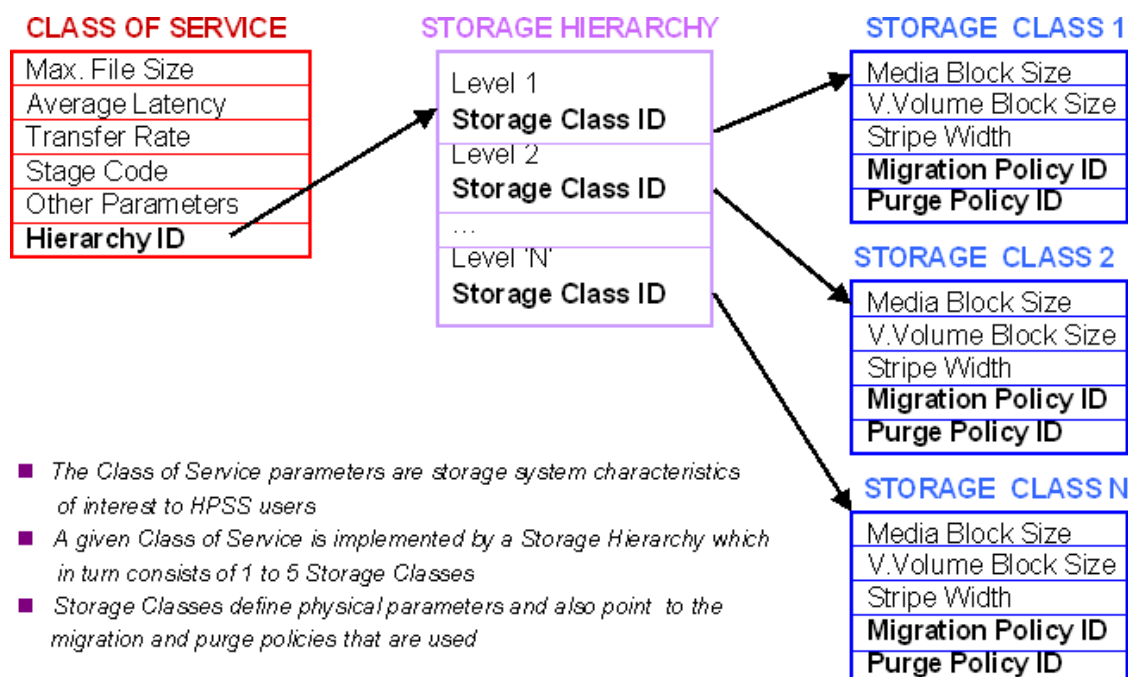 CLASS OF SERVICE
Max. File Size
Average Latency
Transfer Rate
Stage Code
Other Parameters
Hierarchy ID
STORAGE HIERARCHY
Level 1
Storage Class ID
Level 2
Storage Class ID
...
Level 'N'
Storage Class ID
STORAGE CLASS 1
Media Block Size
V.Volume Block Size
Stripe Width
Migration Policy ID
Purge Policy ID
STORAGE CLASS 2
Media Block Size
V.Volume Block Size
Stripe Width
Migration Policy ID
Purge Policy ID
STORAGE CLASS N
Media Block Size
V.Volume Block Size
Stripe Width
Migration Policy ID
Purge Policy ID
■ The Class of Service parameters are storage system characteristics
of interest to HPSS users
■ A given Class of Service is implemented by a Storage Hierarchy which
in turn consists of 1 to 5 Storage Classes
■ Storage Classes define physical parameters and also point to the
migration and purge policies that are used